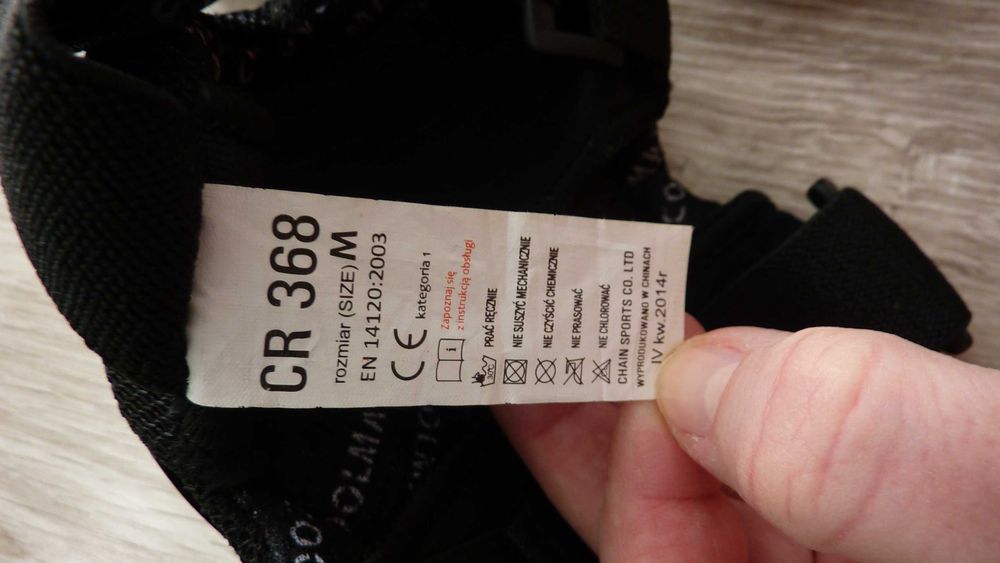 CR 368
rozmiar (SIZE) M
EN 14120:2003
CE kategoria 1
Zapoznaj się
z instrukcją obsługi
i
30°C PRAĆ RĘCZNIE
NIE SUSZYĆ MECHANICZNIE
NIE CZYŚCIĆ CHEMICZNIE
NIE PRASOWAĆ
NIE CHLOROWAĆ
CHAIN SPORTS CO. LTD
WYPRODUKOWANO W CHINACH
IV kw.2014r